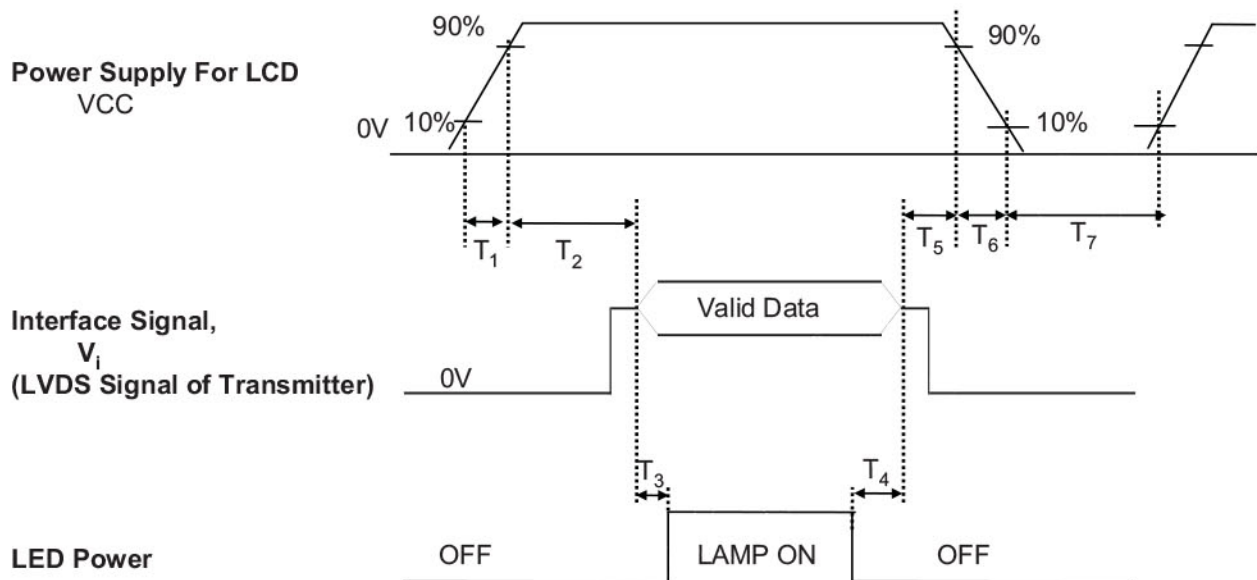 90%
90%
Power Supply For LCD
VCC
0V
10%
10%
T1
T2
T5
T6
T7
Interface Signal,
Vi
(LVDS Signal of Transmitter)
Valid Data
0V
T3
T4
LED Power
OFF
LAMP ON
OFF